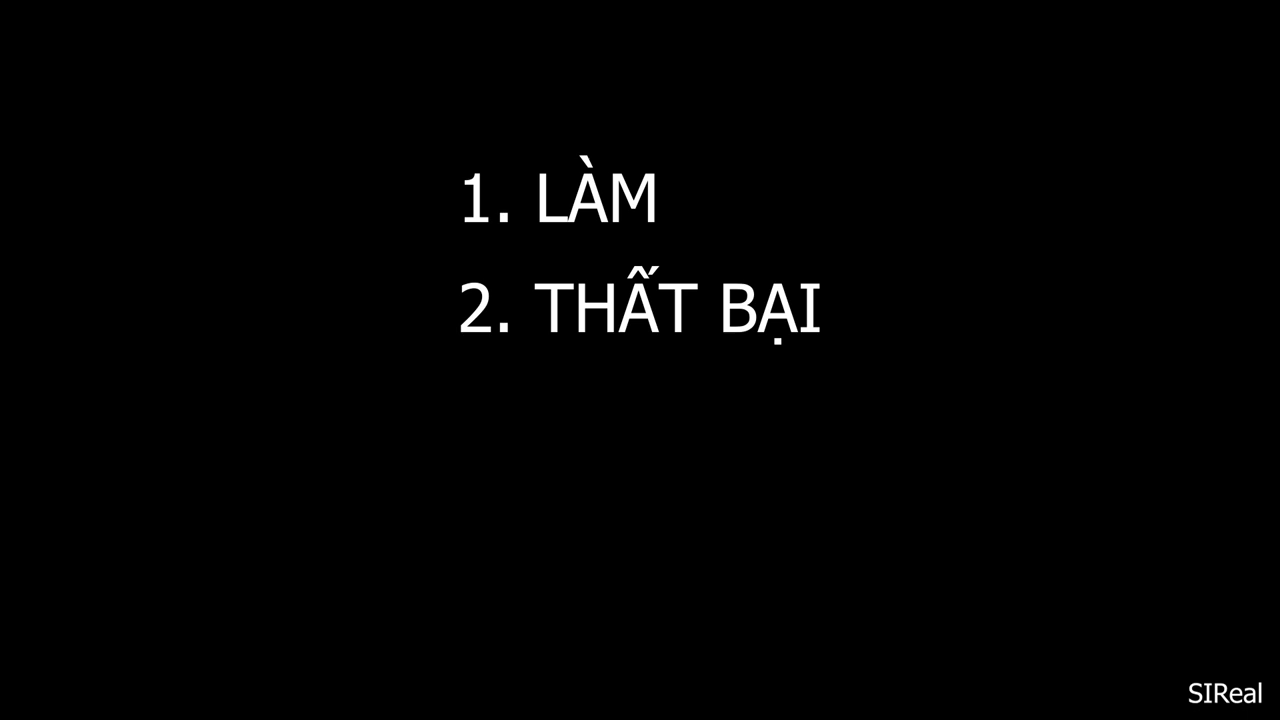 1. LÀM
2. THẤT BẠI
SIReal